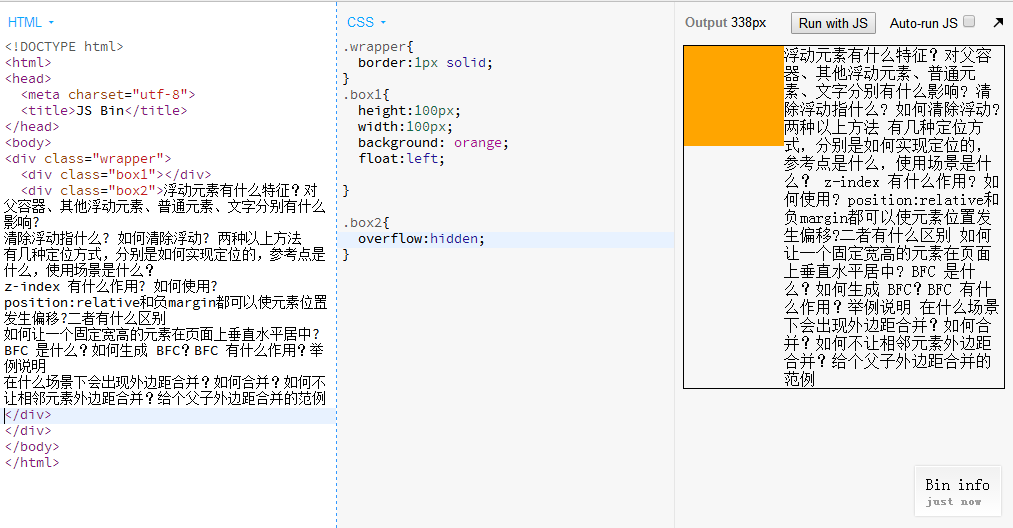 HTML
<!DOCTYPE html>
<html>
<head>
<meta charset="utf-8">
<title>JS Bin</title>
</head>
<body>
<div class="wrapper">
<div class="box1"></div>
<div class="box2">浮动元素有什么特征？对
父容器、其他浮动元素、普通元素、文字分别有什么
影响?
清除浮动指什么? 如何清除浮动? 两种以上方法
有几种定位方式，分别是如何实现定位的，参考点是
什么，使用场景是什么？
z-index 有什么作用? 如何使用?
position:relative和负margin都可以使元素位置
发生偏移?二者有什么区别
如何让一个固定宽高的元素在页面上垂直水平居中?
BFC 是什么？如何生成 BFC？BFC 有什么作用？举
例说明
在什么场景下会出现外边距合并？如何合并？如何不
让相邻元素外边距合并？给个父子外边距合并的范例
</div>
</div>
</body>
</html>
CSS
.wrapper{
border:1px solid;
}
.box1{
height:100px;
width:100px;
background: orange;
float:left;
}
.box2{
overflow:hidden;
}
Output 338px
Run with JS
Auto-run JS
浮动元素有什么特征？对父容
器、其他浮动元素、普通元
素、文字分别有什么影响? 清
除浮动指什么? 如何清除浮动?
两种以上方法 有几种定位方
式，分别是如何实现定位的，
参考点是什么，使用场景是什
么？ z-index 有什么作用? 如
何使用? position:relative和
负margin都可以使元素位置发
生偏移?二者有什么区别 如何
让一个固定宽高的元素在页面
上垂直水平居中? BFC 是什
么？如何生成 BFC？BFC 有什
么作用？举例说明 在什么场景
下会出现外边距合并？如何合
并？如何不让相邻元素外边距
合并？给个父子外边距合并的
范例
Bin info
just now